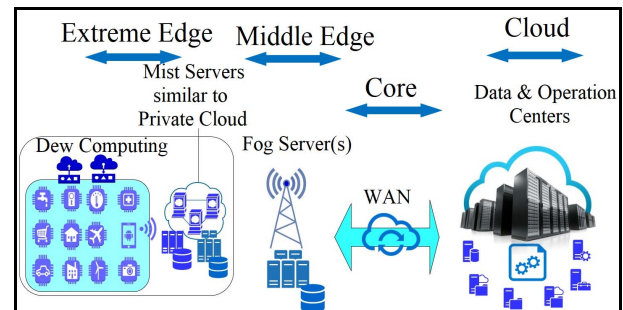 Extreme Edge
Middle Edge
Cloud
Mist Servers
similar to
Private Cloud
Core
Data & Operation
Centers
Dew Computing
Fog Server(s)
WAN